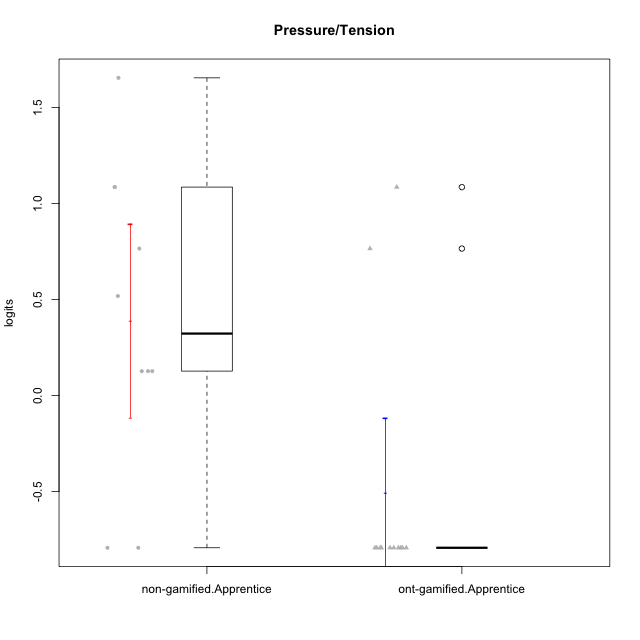 Pressure/Tension
logits
1.5
1.0
0.5
0.0
-0.5
non-gamified.Apprentice
ont-gamified.Apprentice